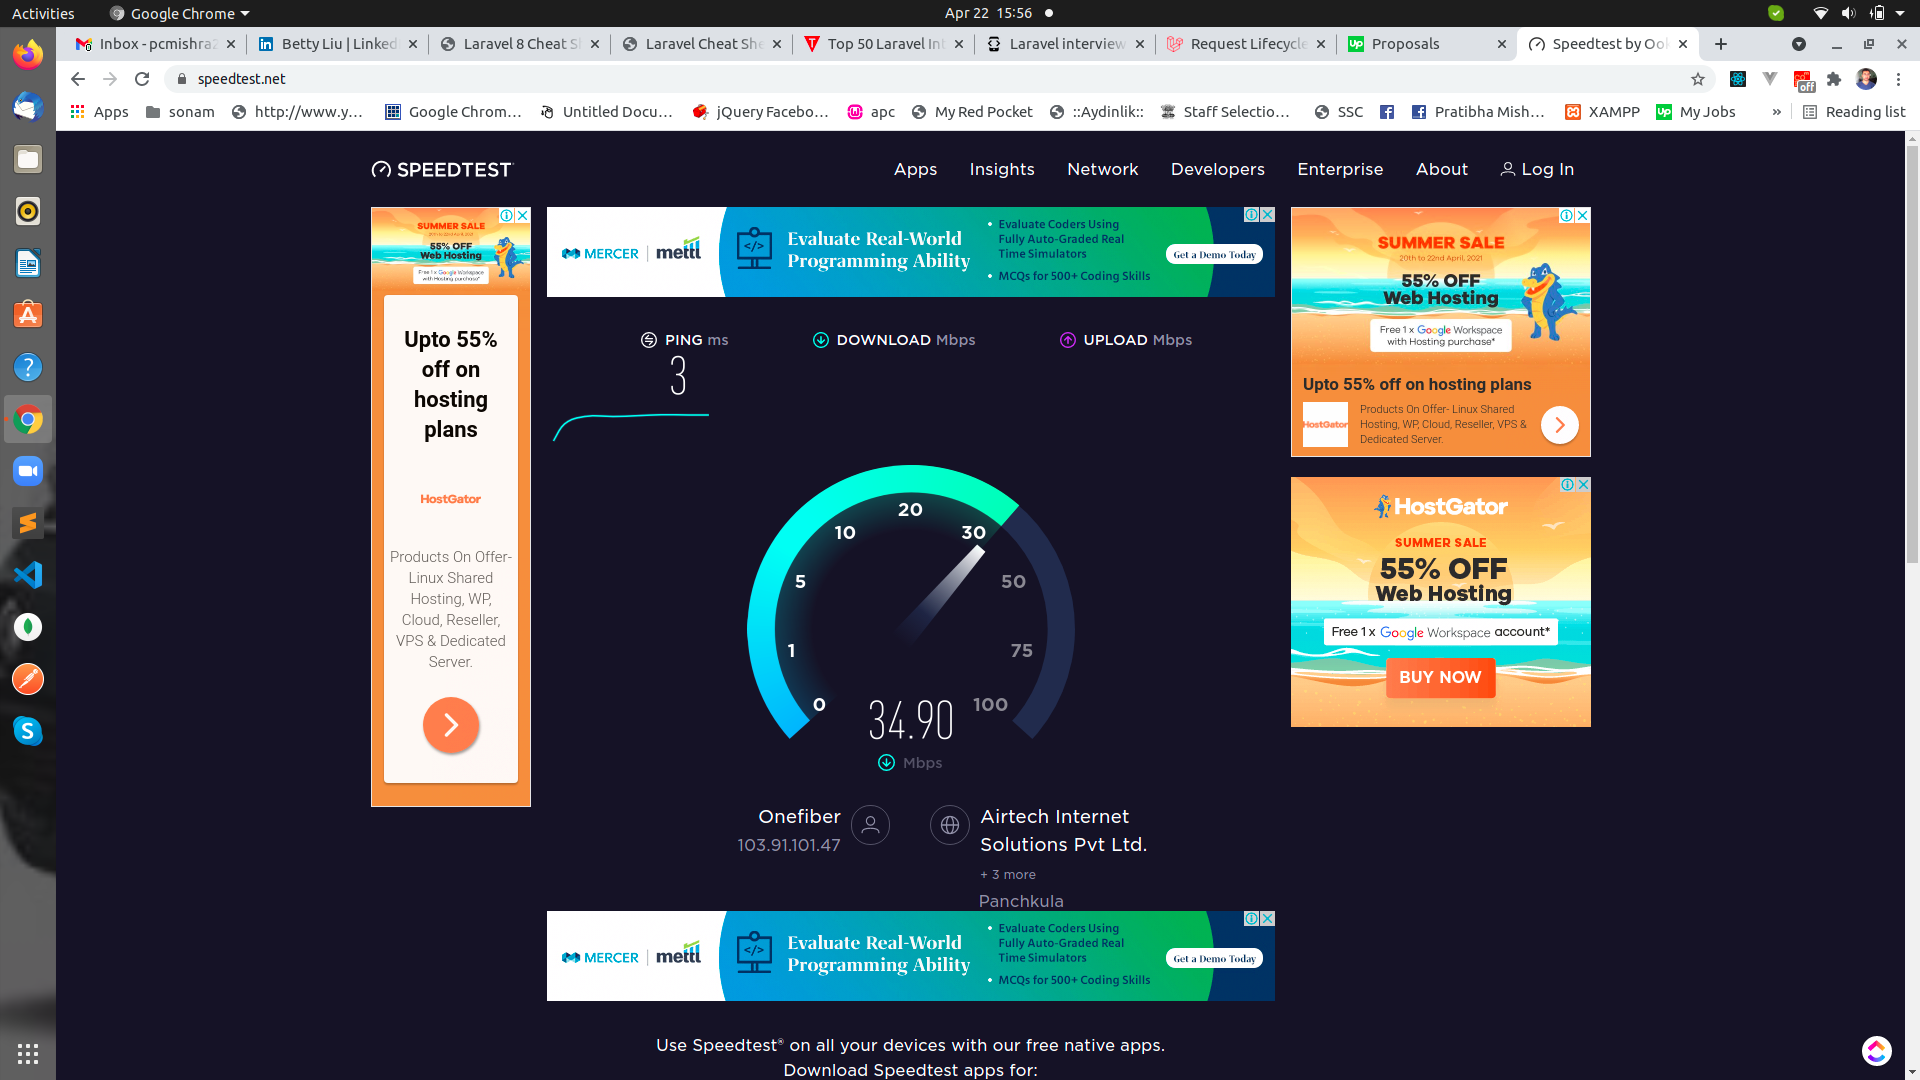 Activities
Google Chrome
Apr 22 15:56
Inbox - pcmishra2
Betty Liu | Linked
Laravel 8 Cheat S
Laravel Cheat She
Top 50 Laravel Int
Laravel interview
Request Lifecycle
Proposals
Speedtest by Ook
speedtest.net
off
Apps
sonam
http://www.y...
Google Chrom...
Untitled Docu...
jQuery Facebo...
apc
My Red Pocket
::Aydinlik::
Staff Selectio...
SSC
Pratibha Mish...
XAMPP
My Jobs
»
Reading list
SPEEDTEST
Apps
Insights
Network
Developers
Enterprise
About
Log In
SUMMER SALE
55% OFF
Web Hosting
Free 1 x Google Workspace
with Hosting purchase*
Upto 55%
off on
hosting
plans
HostGator
Products On Offer-
Linux Shared
Hosting, WP,
Cloud, Reseller,
VPS & Dedicated
Server.
MERCER | mettl
Evaluate Real-World
Programming Ability
• Evaluate Coders Using
Fully Auto-Graded Real
Time Simulators
• MCQs for 500+ Coding Skills
Get a Demo Today
PING ms
3
DOWNLOAD Mbps
UPLOAD Mbps
0
1
5
10
20
30
50
75
100
34.90
Mbps
Onefiber
103.91.101.47
Airtech Internet
Solutions Pvt Ltd.
+ 3 more
Panchkula
SUMMER SALE
20th to 22nd April, 2021
55% OFF
Web Hosting
Free 1 x Google Workspace
with Hosting purchase*
Upto 55% off on hosting plans
HostGator
Products On Offer- Linux Shared
Hosting, WP, Cloud, Reseller, VPS &
Dedicated Server.
HostGator
SUMMER SALE
55% OFF
Web Hosting
Free 1 x Google Workspace account*
BUY NOW
MERCER | mettl
Evaluate Real-World
Programming Ability
• Evaluate Coders Using
Fully Auto-Graded Real
Time Simulators
• MCQs for 500+ Coding Skills
Get a Demo Today
Use Speedtest® on all your devices with our free native apps.
Download Speedtest apps for: